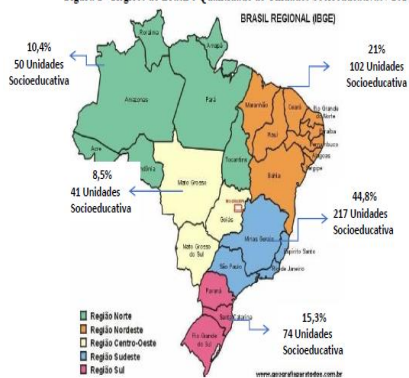 BRASIL REGIONAL (IBGE)
10,4%
50 Unidades
Socioeducativa
21%
102 Unidades
Socioeducativa
Roraima
Amapá
Amazonas
Pará
Maranhão
Ceará
Rio Grande
do Norte
Paraíba
Pernambuco
Alagoas
Sergipe
Piauí
Acre
Tocantins
Bahia
8,5%
41 Unidades
Socioeducativa
Mato Grosso
Goiás
44,8%
217 Unidades
Socioeducativa
Minas Gerais
Espírito Santo
Mato Grosso
do Sul
São Paulo
Rio de Janeiro
Paraná
Santa Catarina
15,3%
74 Unidades
Socioeducativa
Rio Grande
do Sul
Região Norte
Região Nordeste
Região Centro-Oeste
Região Sudeste
Região Sul
www.geografiaparatodos.com.br